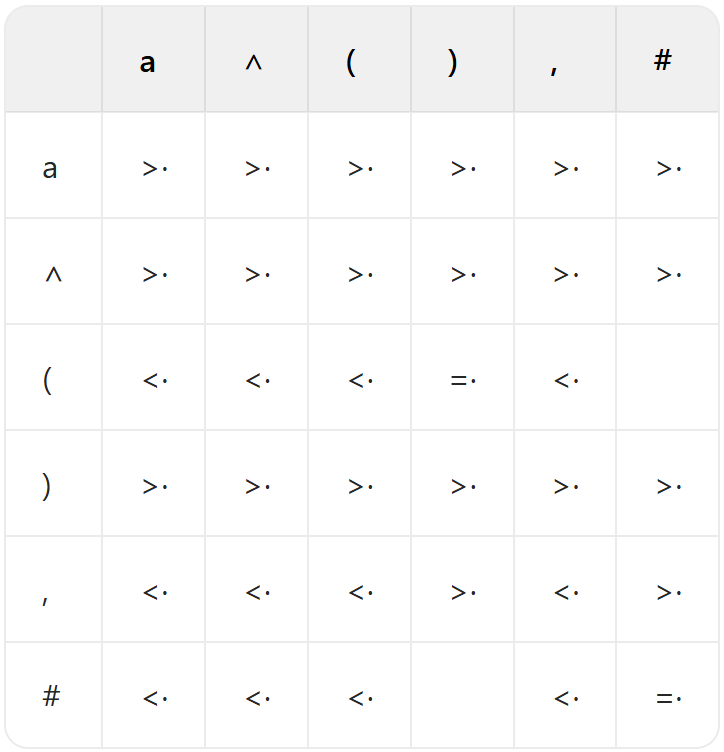 a ^ ( ) , #
a >· >· >· >· >· >·
^ >· >· >· >· >· >·
( <· <· <· =· <·
) >· >· >· >· >· >·
, <· <· <· >· <· >·
# <· <· <· <· =·